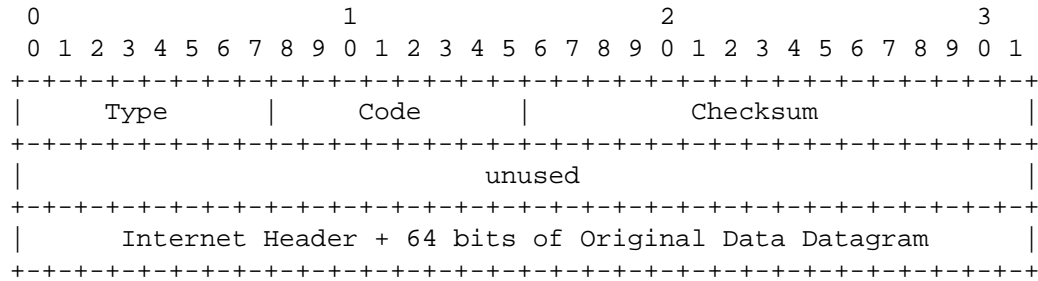 0                   1                   2                   3
 0 1 2 3 4 5 6 7 8 9 0 1 2 3 4 5 6 7 8 9 0 1 2 3 4 5 6 7 8 9 0 1
+-+-+-+-+-+-+-+-+-+-+-+-+-+-+-+-+-+-+-+-+-+-+-+-+-+-+-+-+-+-+-+-+
|     Type      |     Code      |          Checksum             |
+-+-+-+-+-+-+-+-+-+-+-+-+-+-+-+-+-+-+-+-+-+-+-+-+-+-+-+-+-+-+-+-+
|                             unused                            |
+-+-+-+-+-+-+-+-+-+-+-+-+-+-+-+-+-+-+-+-+-+-+-+-+-+-+-+-+-+-+-+-+
|      Internet Header + 64 bits of Original Data Datagram      |
+-+-+-+-+-+-+-+-+-+-+-+-+-+-+-+-+-+-+-+-+-+-+-+-+-+-+-+-+-+-+-+-+